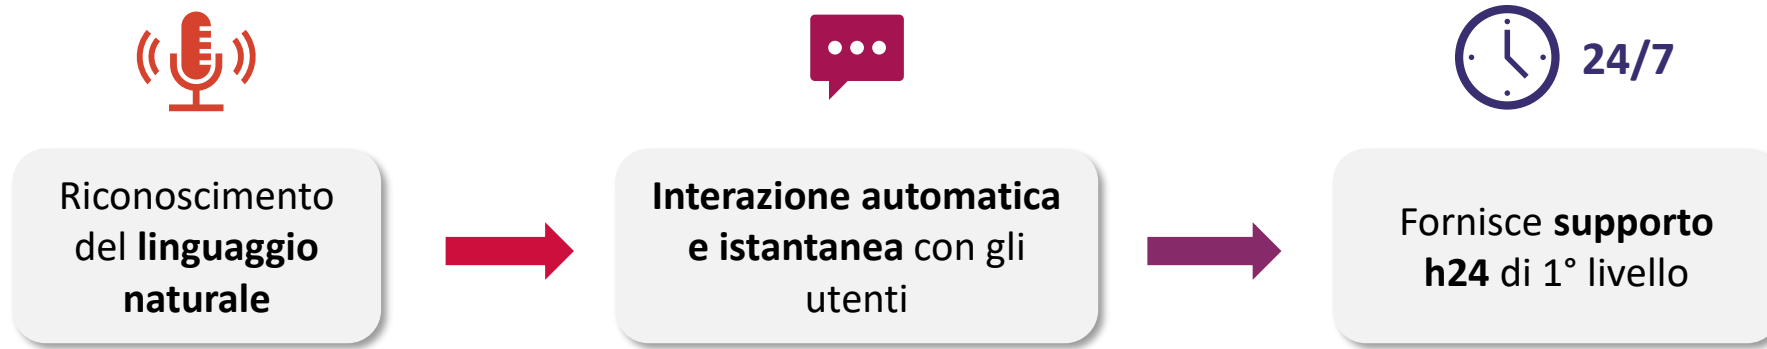 24/7
Riconoscimento
del linguaggio
naturale
Interazione automatica
e istantanea con gli
utenti
Fornisce supporto
h24 di 1° livello